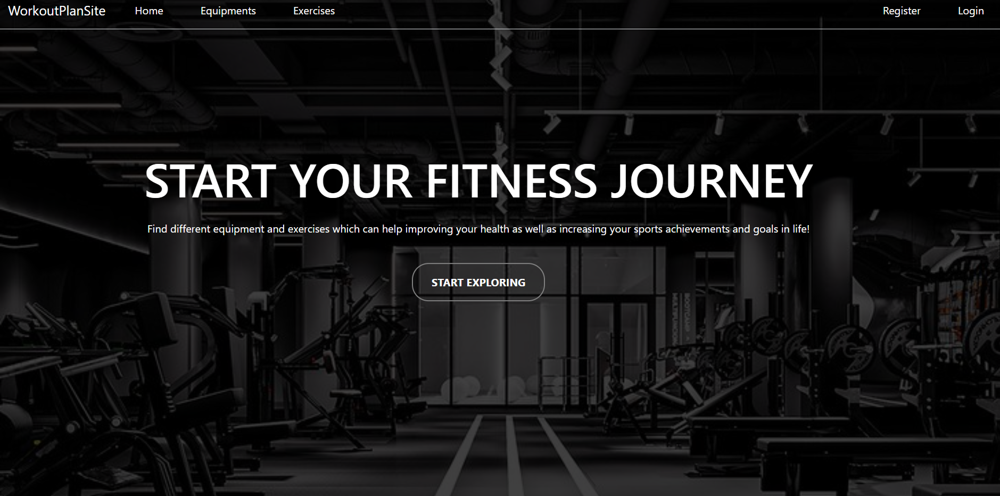 WorkoutPlanSite Home Equipments Exercises Register Login
START YOUR FITNESS JOURNEY
Find different equipment and exercises which can help improving your health as well as increasing your sports achievements and goals in life!
START EXPLORING